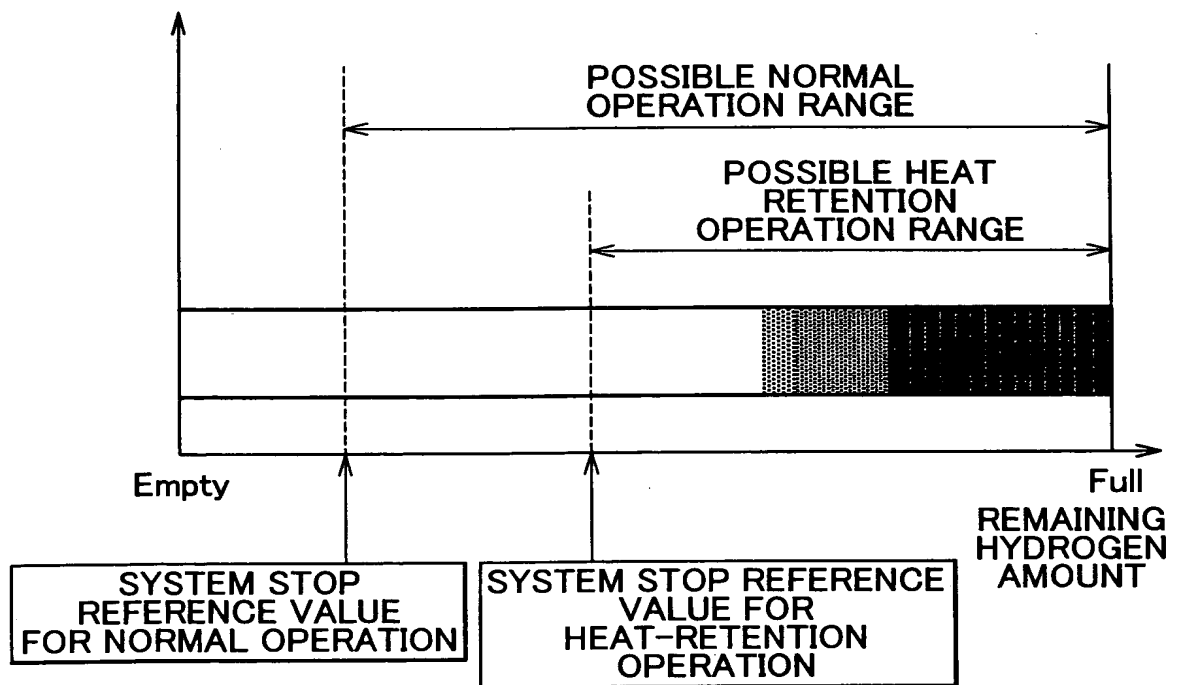 POSSIBLE NORMAL
OPERATION RANGE
POSSIBLE HEAT
RETENTION
OPERATION RANGE
Empty
Full
REMAINING
HYDROGEN
AMOUNT
SYSTEM STOP
REFERENCE VALUE
FOR NORMAL OPERATION
SYSTEM STOP REFERENCE
VALUE FOR
HEAT-RETENTION
OPERATION